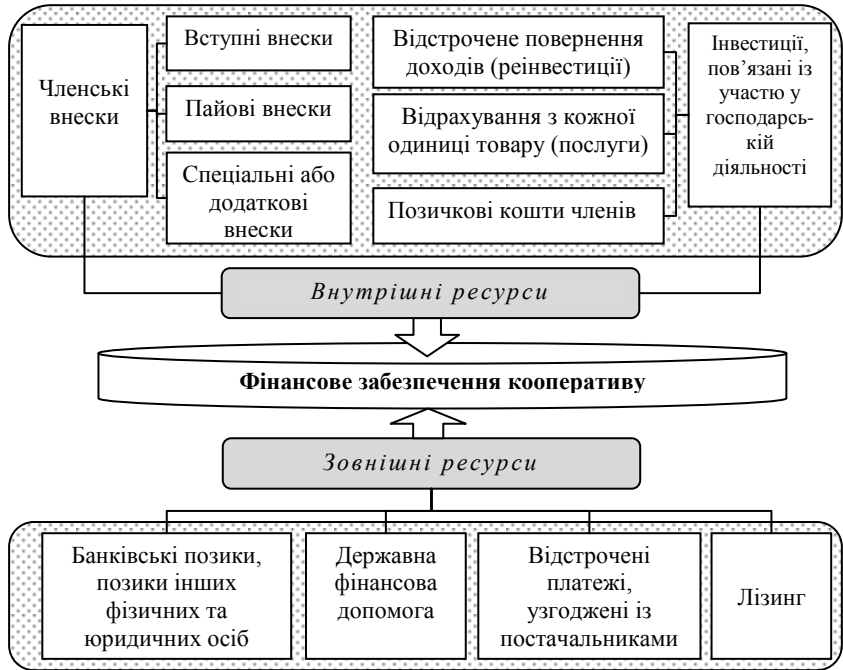 Членські
внески
Вступні внески
Пайові внески
Спеціальні або
додаткові
внески
Відстрочене повернення
доходів (реінвестиції)
Відрахування з кожної
одиниці товару (послуги)
Позичкові кошти членів
Інвестиції,
пов’язані із
участю у
господарсь-
кій
діяльності
Внутрішні ресурси
Фінансове забезпечення кооперативу
Зовнішні ресурси
Банківські позики,
позики інших
фізичних та
юридичних осіб
Державна
фінансова
допомога
Відстрочені
платежі,
узгоджені із
постачальниками
Лізинг